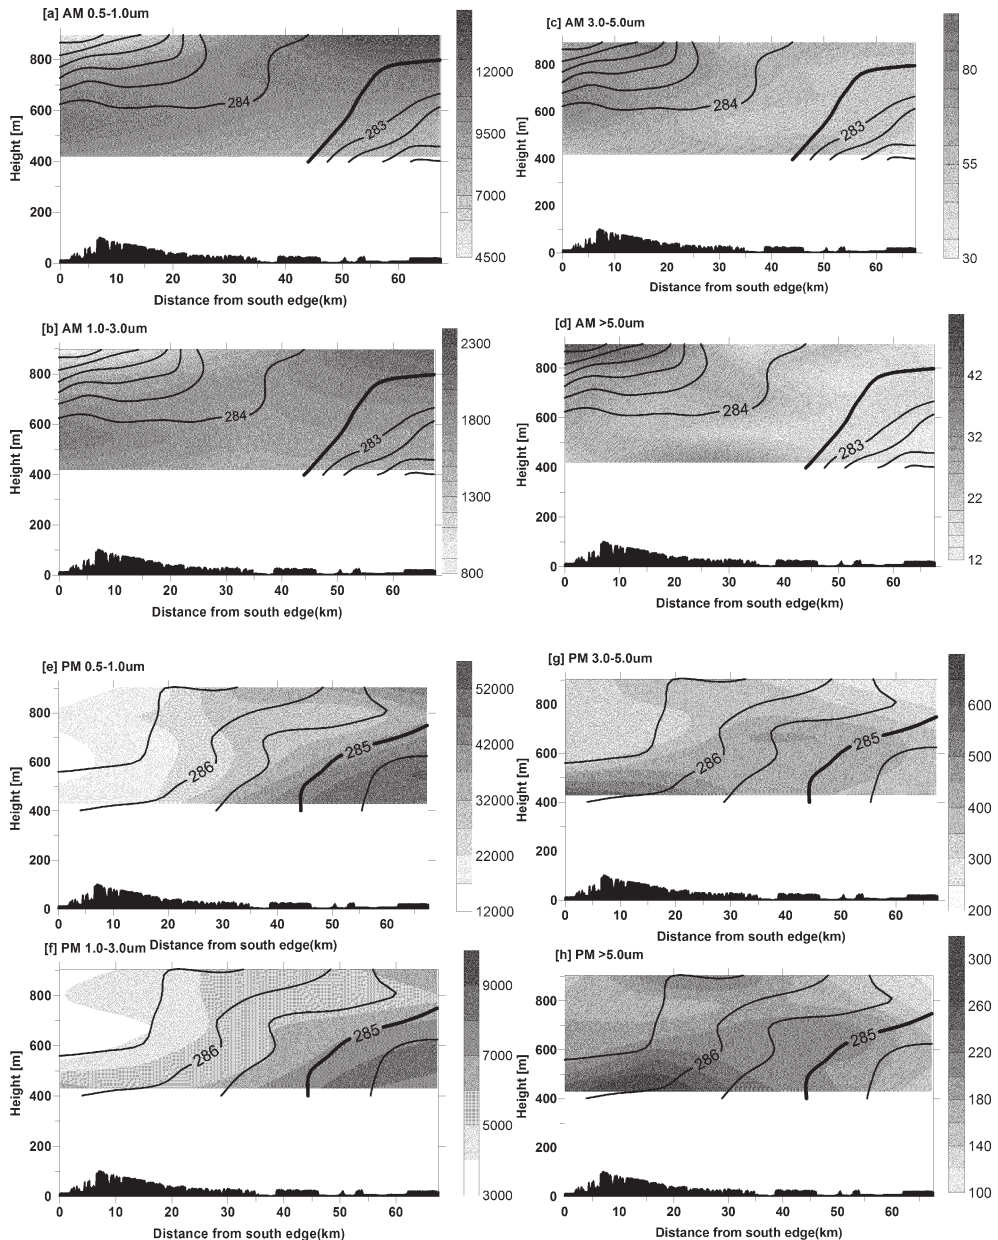 [a] AM 0.5-1.0um
800
600
400
200
0
Height [m]
284
283
0 10 20 30 40 50 60
Distance from south edge(km)
12000
9500
7000
4500
[c] AM 3.0-5.0um
800
600
400
200
0
Height [m]
284
283
0 10 20 30 40 50 60
Distance from south edge(km)
80
55
30
[b] AM 1.0-3.0um
800
600
400
200
0
Height [m]
284
283
0 10 20 30 40 50 60
Distance from south edge(km)
2300
1800
1300
800
[d] AM >5.0um
800
600
400
200
0
Height [m]
284
283
0 10 20 30 40 50 60
Distance from south edge(km)
42
32
22
12
[e] PM 0.5-1.0um
800
600
400
200
0
Height [m]
286
285
0 10 20 30 40 50 60
Distance from south edge(km)
52000
42000
32000
22000
12000
[g] PM 3.0-5.0um
800
600
400
200
0
Height [m]
286
285
0 10 20 30 40 50 60
Distance from south edge(km)
600
500
400
300
200
[f] PM 1.0-3.0um
800
600
400
200
0
Height [m]
286
285
0 10 20 30 40 50 60
Distance from south edge(km)
9000
7000
5000
3000
[h] PM >5.0um
800
600
400
200
0
Height [m]
286
285
0 10 20 30 40 50 60
Distance from south edge(km)
300
260
220
180
140
100